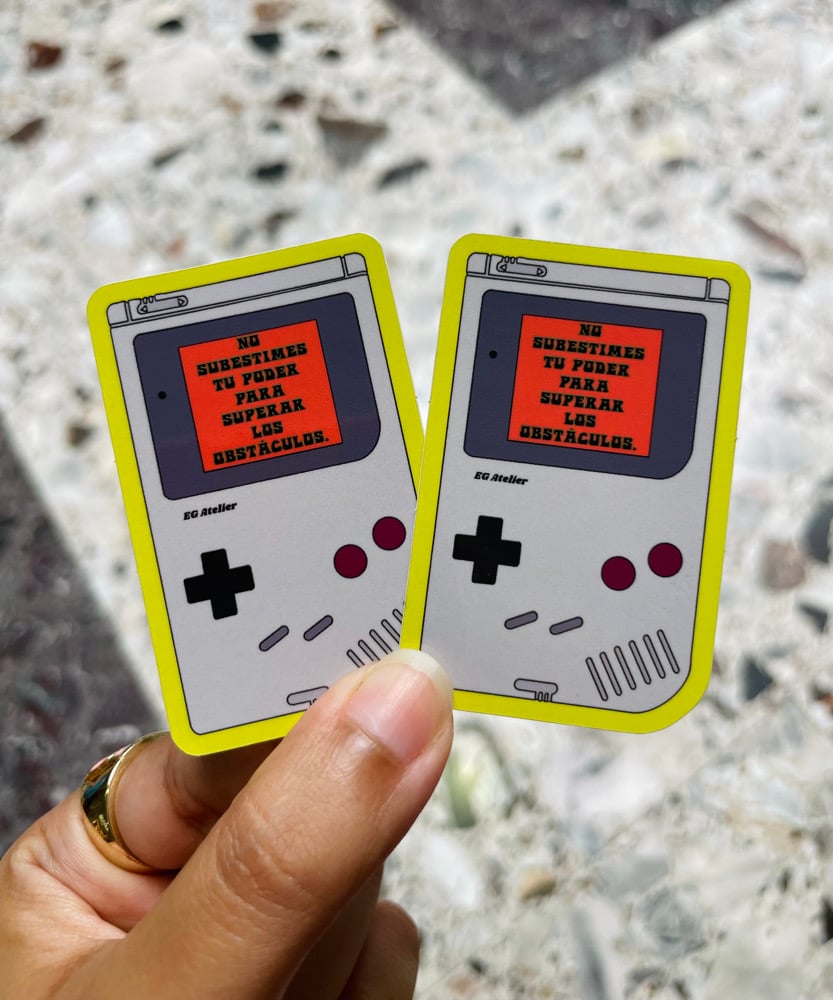 NO
SUBESTIMES
TU PODER
PARA
SUPERAR
LOS
OBSTÁCULOS.
EG Atelier
NO
SUBESTIMES
TU PODER
PARA
SUPERAR
LOS
OBSTÁCULOS.
EG Atelier